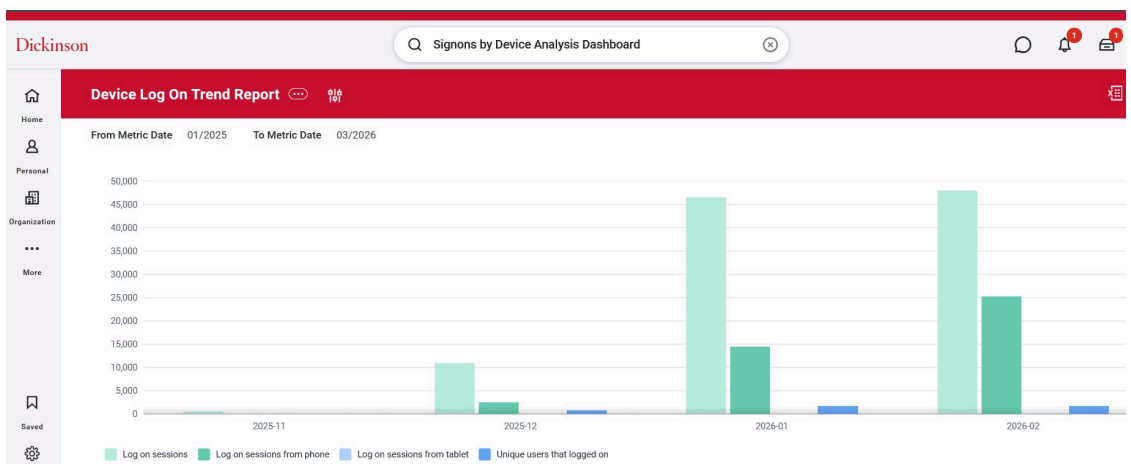 Dickinson
Signons by Device Analysis Dashboard
1
1
Home
Personal
Organization
More
Saved
Device Log On Trend Report
From Metric Date 01/2025 To Metric Date 03/2026
50,000
45,000
40,000
35,000
30,000
25,000
20,000
15,000
10,000
5,000
0
2025-11 2025-12 2026-01 2026-02
Log on sessions Log on sessions from phone Log on sessions from tablet Unique users that logged on